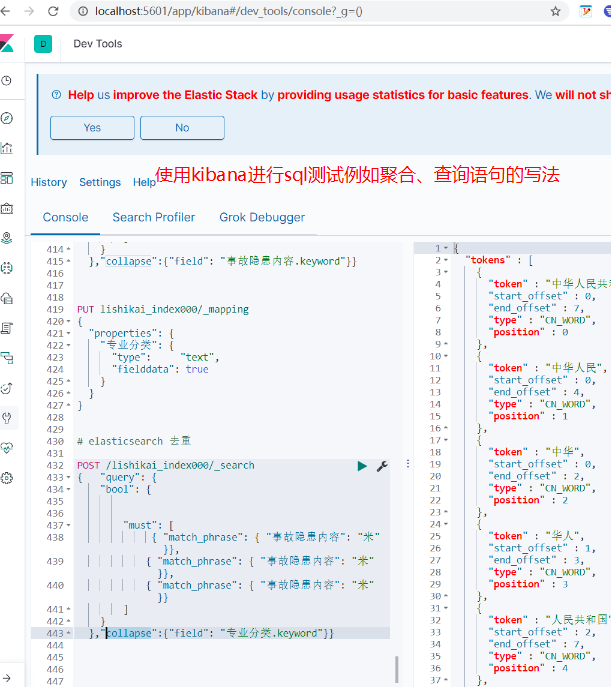 localhost:5601/app/kibana#/dev_tools/console?_g=()
D
Dev Tools
Help us improve the Elastic Stack by providing usage statistics for basic features. We will not sh
Yes
No
使用kibana进行sql测试例如聚合、查询语句的写法
History
Settings
Help
Console
Search Profiler
Grok Debugger
414 }
415 },"collapse":{"field": "事故隐患内容.keyword"}}
416
417
418
419 PUT lishikai_index000/_mapping
420 {
421 "properties": {
422 "专业分类": {
423 "type": "text",
424 "fielddata": true
425 }
426 }
427 }
428
429
430 # elasticsearch 去重
431
432 POST /lishikai_index000/_search
433 { "query": {
434 "bool": {
435
436
437 "must": [
438 { "match_phrase": { "事故隐患内容": "米"
}},
439 { "match_phrase": { "事故隐患内容": "米"
}},
440 { "match_phrase": { "事故隐患内容": "米"
}}
441 ]
442 }
443 },"collapse":{"field": "专业分类.keyword"}}
444
445
446
447
1 {
2 "tokens" : [
3 {
4 "token" : "中华人民共和
5 "start_offset" : 0,
6 "end_offset" : 7,
7 "type" : "CN_WORD",
8 "position" : 0
9 },
10 {
11 "token" : "中华人民",
12 "start_offset" : 0,
13 "end_offset" : 4,
14 "type" : "CN_WORD",
15 "position" : 1
16 },
17 {
18 "token" : "中华",
19 "start_offset" : 0,
20 "end_offset" : 2,
21 "type" : "CN_WORD",
22 "position" : 2
23 },
24 {
25 "token" : "华人",
26 "start_offset" : 1,
27 "end_offset" : 3,
28 "type" : "CN_WORD",
29 "position" : 3
30 },
31 {
32 "token" : "人民共和国"
33 "start_offset" : 2,
34 "end_offset" : 7,
35 "type" : "CN_WORD",
36 "position" : 4
37 },